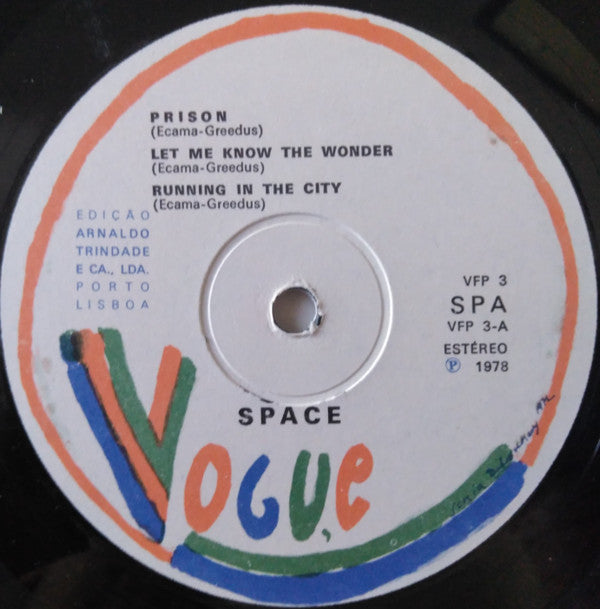 PRISON
(Ecama-Greedus)
LET ME KNOW THE WONDER
(Ecama-Greedus)
RUNNING IN THE CITY
(Ecama-Greedus)
EDIÇÃO
ARNALDO
TRINDADE
E CA., LDA.
PORTO
LISBOA
VFP 3
SPA
VFP 3-A
ESTÉREO
Ⓟ 1978
SPACE
VOGUE